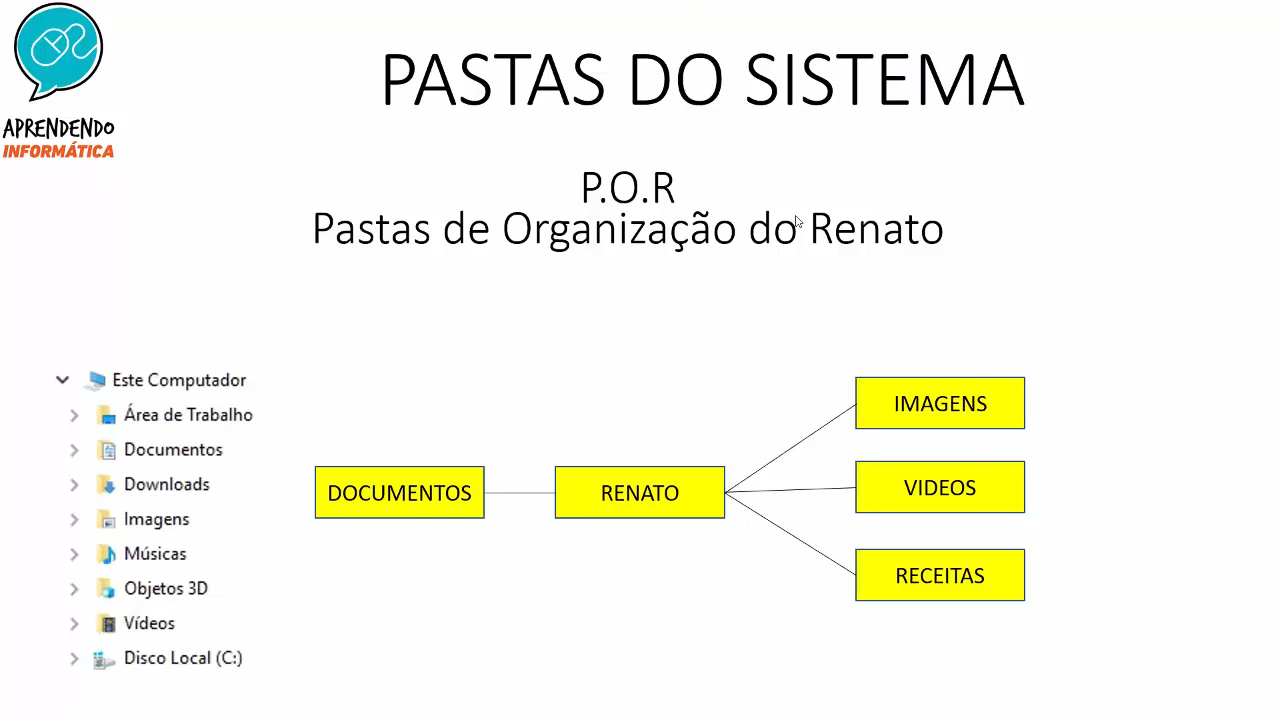 APRENDENDO
INFORMÁTICA
PASTAS DO SISTEMA
P.O.R
Pastas de Organização do Renato
Este Computador
Área de Trabalho
Documentos
Downloads
Imagens
Músicas
Objetos 3D
Vídeos
Disco Local (C:)
DOCUMENTOS
RENATO
IMAGENS
VIDEOS
RECEITAS